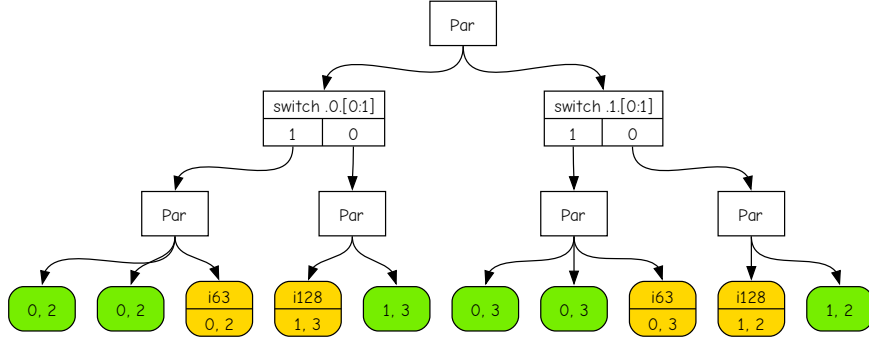 Par
switch .0.[0:1]
1 0
switch .1.[0:1]
1 0
Par
Par
Par
Par
0, 2
0, 2
i63
0, 2
i128
1, 3
1, 3
0, 3
0, 3
i63
0, 3
i128
1, 2
1, 2